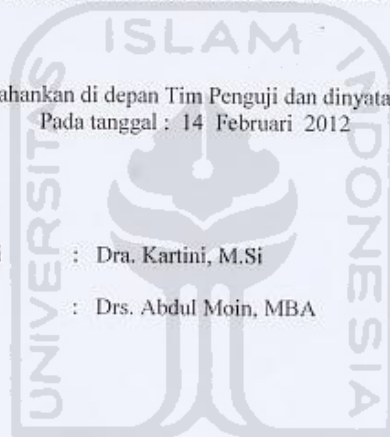 ISLAM
UNIVERSITAS
INDONESIA
ahankan di depan Tim Penguji dan dinyata
Pada tanggal : 14 Februari 2012
: Dra. Kartini, M.Si
: Drs. Abdul Moin, MBA